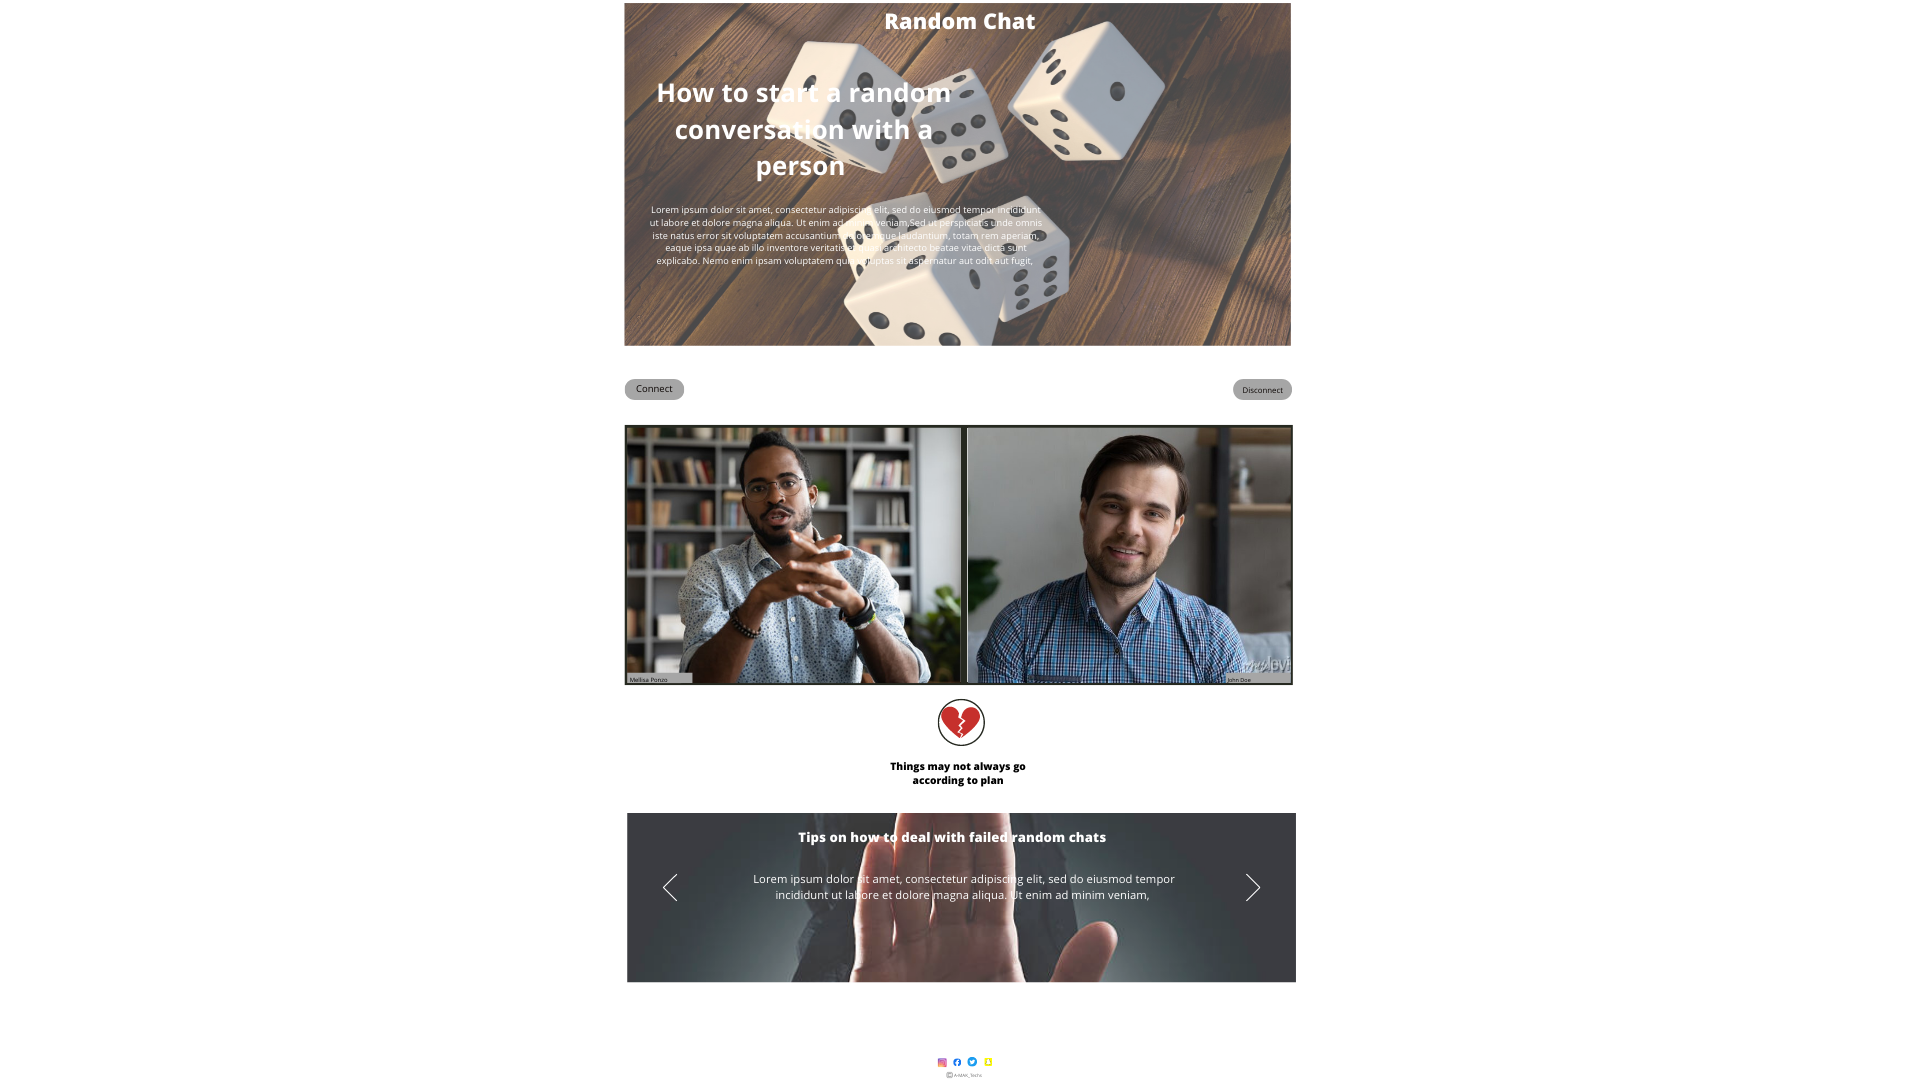 Random Chat
How to start a random
conversation with a
person
Lorem ipsum dolor sit amet, consectetur adipiscing elit, sed do eiusmod tempor incididunt
ut labore et dolore magna aliqua. Ut enim ad veniam,Sed ut perspiciatis unde omnis
iste natus error sit voluptatem accusantium doloremque laudantium, totam rem aperiam,
eaque ipsa quae ab illo inventore veritatis architecto beatae vitae dicta sunt
explicabo. Nemo enim ipsam voluptatem quia voluptas sit aspernatur aut odit aut fugit,
Connect
Disconnect
Mellisa Ponzo
John Doe
Things may not always go
according to plan
Tips on how to deal with failed random chats
Lorem ipsum dolor sit amet, consectetur adipiscing elit, sed do eiusmod tempor
incididunt ut labore et dolore magna aliqua. Ut enim ad minim veniam,